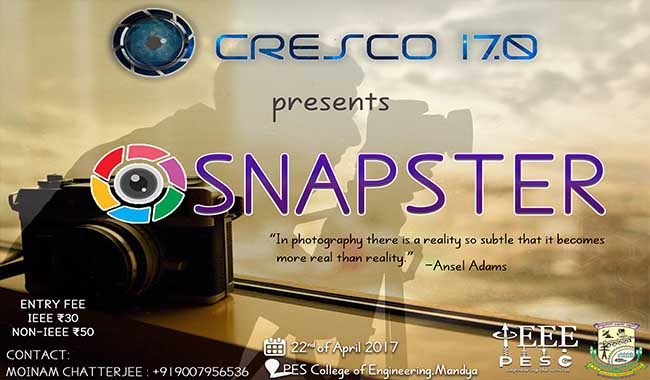 CRESCO 17.0
presents
SNAPSTER
“In photography there is a reality so subtle that it becomes
more real than reality.”
–Ansel Adams
ENTRY FEE
IEEE ₹30
NON-IEEE ₹50
CONTACT:
MOINAM CHATTERJEE : +919007956536
22nd of April 2017
PES College of Engineering,Mandya
IEEE
PESC